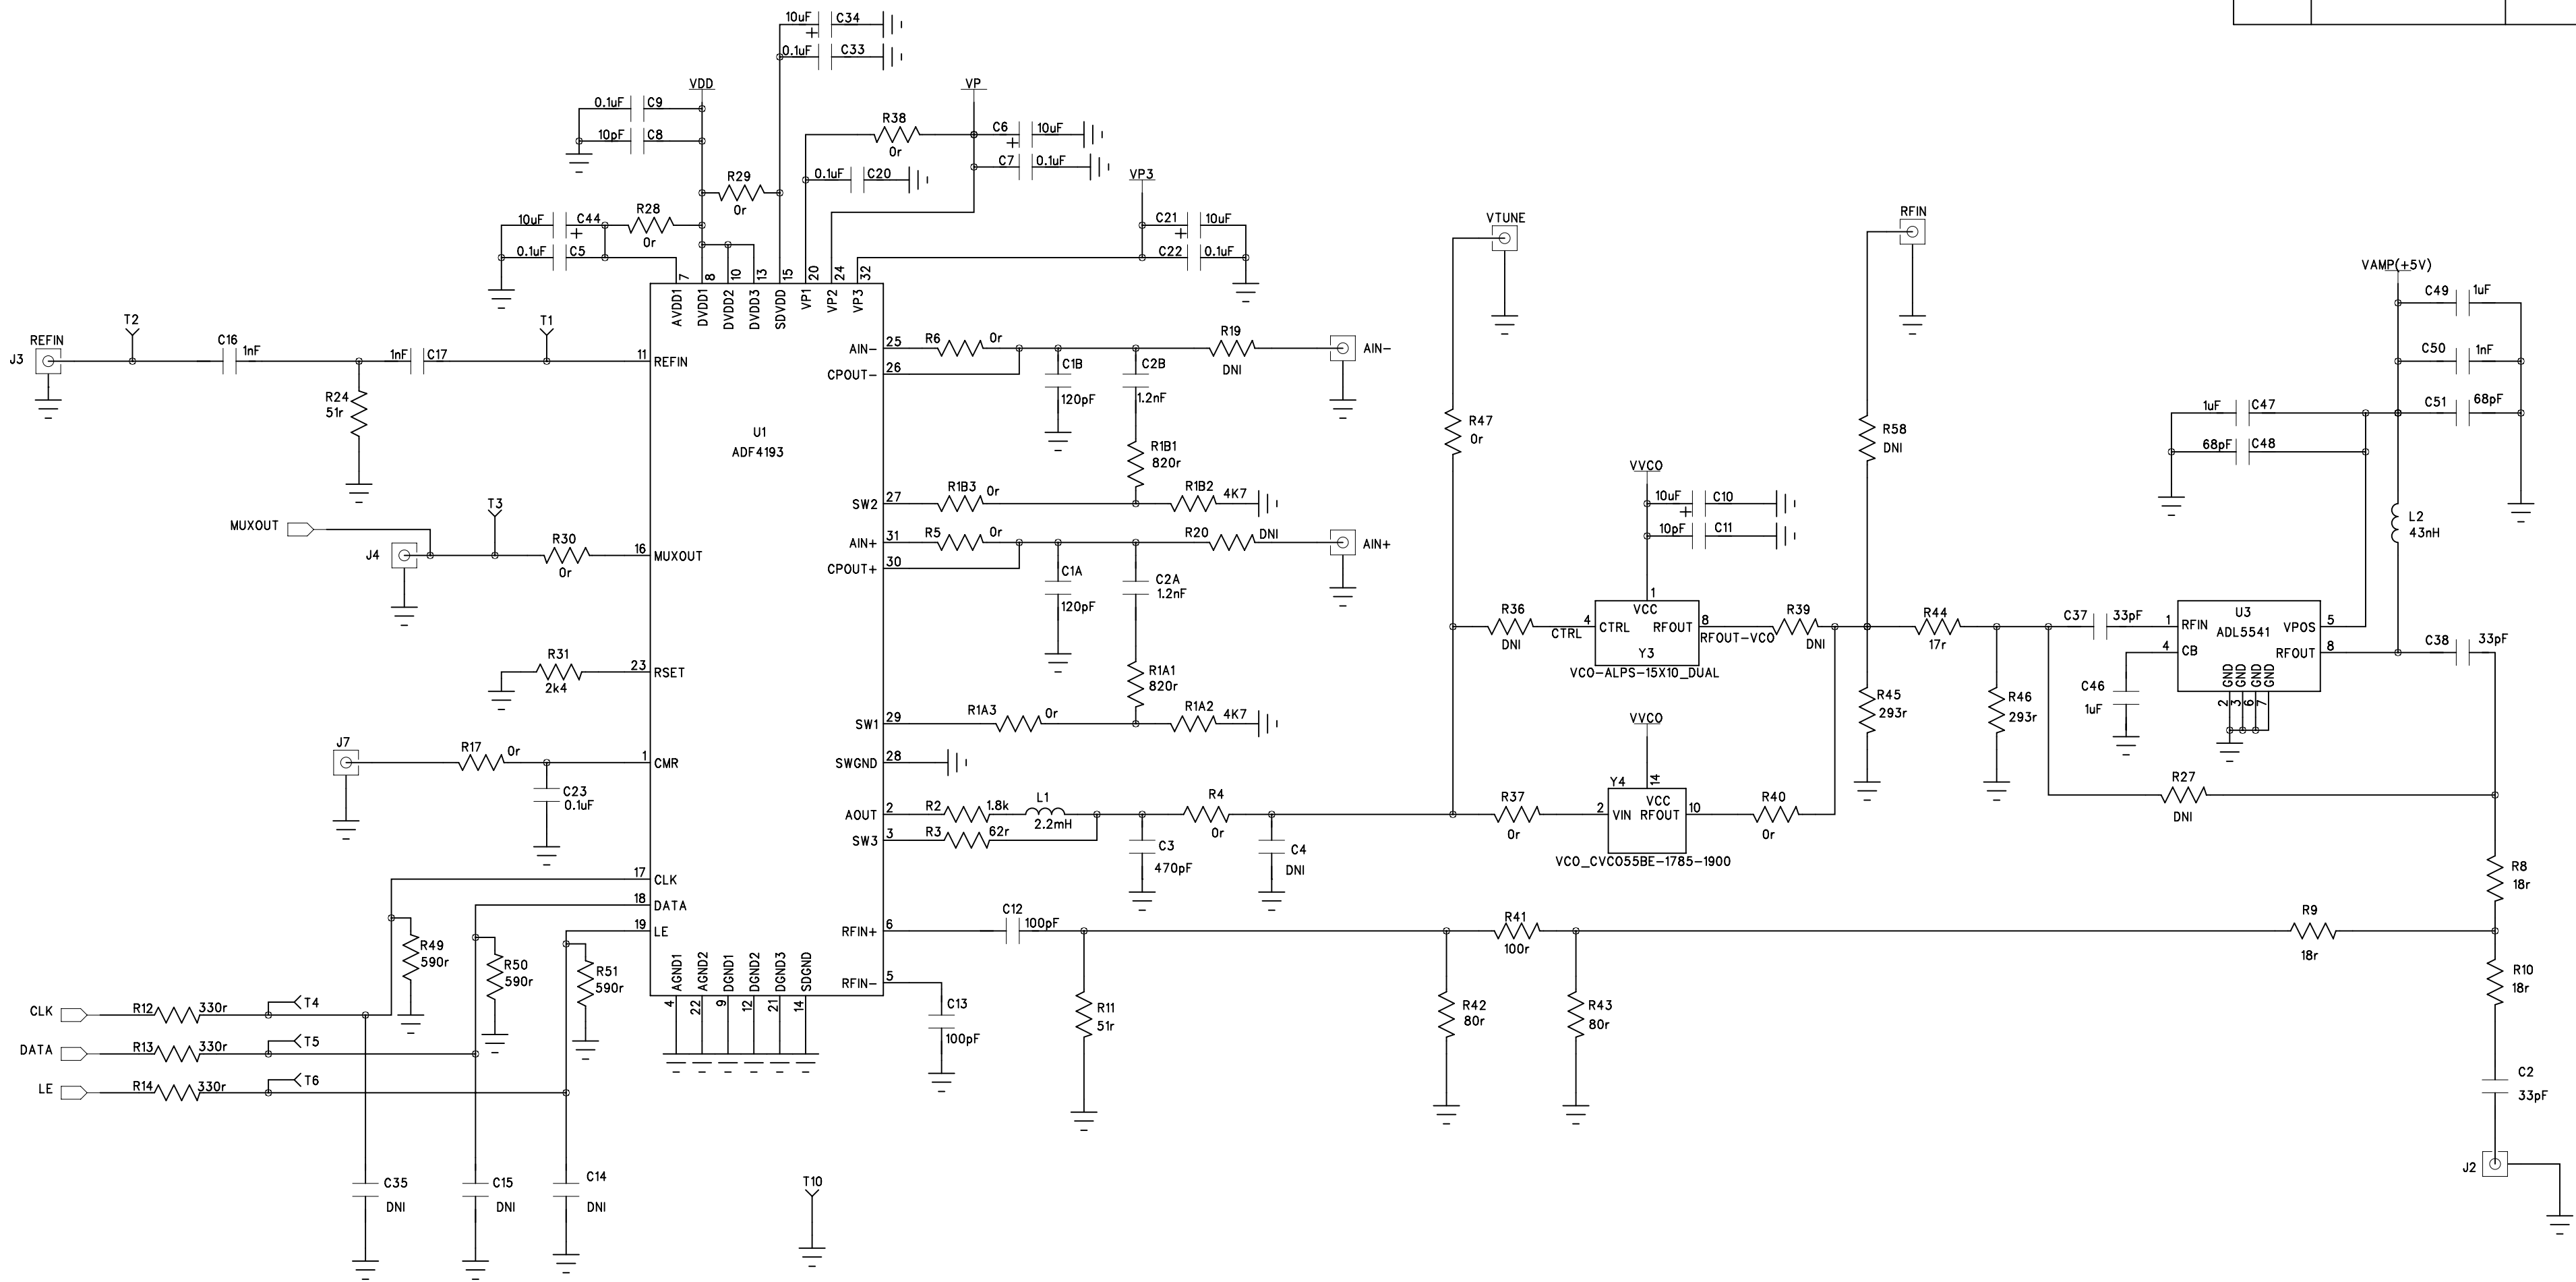 10uF C34
0.1uF C33
VDD
VP
0.1uF C9
10pF C8
R38
0r
C6 10uF
C7 0.1uF
R29
0r
0.1uF C20
VP3
R28
0r
10uF C44
0.1uF C5
C21 10uF
C22 0.1uF
VTUNE
RFIN
VAMP(+5V)
7 8 10 13 15 20 24 32
AVDD1 DVDD1 DVDD2 DVDD3 SDVDD VP1 VP2 VP3
C49 1uF
C50 1nF
C51 68pF
1uF C47
68pF C48
L2
43nH
J3 REFIN
T2
C16
1nF
1nF C17
T1
11 REFIN
R24
51r
U1
ADF4193
AIN- 25 R6 0r
CPOUT- 26
C1B
120pF
C2B
1.2nF
R19
DNI
AIN-
R1B1
820r
SW2 27 R1B3 0r
R1B2 4K7
R47
0r
R58
DNI
MUXOUT
T3
J4
R30
0r
16 MUXOUT
AIN+ 31 R5 0r
CPOUT+ 30
C1A
120pF
C2A
1.2nF
R20 DNI
AIN+
VVCO
10uF C10
10pF C11
R31
2k4
23 RSET
R1A1
820r
SW1 29 R1A3 0r
R1A2 4K7
SWGND 28
R36
DNI
CTRL
4 CTRL
1
VCC
RFOUT 8
Y3
RFOUT-VCO
VCO-ALPS-15X10_DUAL
R39
DNI
R44
17r
R45
293r
R46
293r
C37 33pF
1 RFIN
4 CB
U3
ADL5541
VPOS 5
RFOUT 8
GND GND GND GND
2 3 6 7
C46
1uF
C38 33pF
R27
DNI
J7
R17 0r
C23
0.1uF
1 CMR
AOUT 2 R2 1.8k
L1
2.2mH
SW3 3 R3 62r
C3
470pF
R4
0r
C4
DNI
VVCO
R37
0r
Y4
14
VCC
2 VIN RFOUT 10
VCO_CVCO55BE-1785-1900
R40
0r
R8
18r
R9
18r
R10
18r
C2
33pF
J2
17 CLK
18 DATA
19 LE
R49
590r
R50
590r
R51
590r
RFIN+ 6
C12
100pF
RFIN- 5
C13
100pF
R11
51r
R41
100r
R42
80r
R43
80r
AGND1 AGND2 DGND1 DGND2 DGND3 SDGND
4 22 9 12 21 14
CLK R12 330r T4
DATA R13 330r T5
LE R14 330r T6
C35
DNI
C15
DNI
C14
DNI
T10